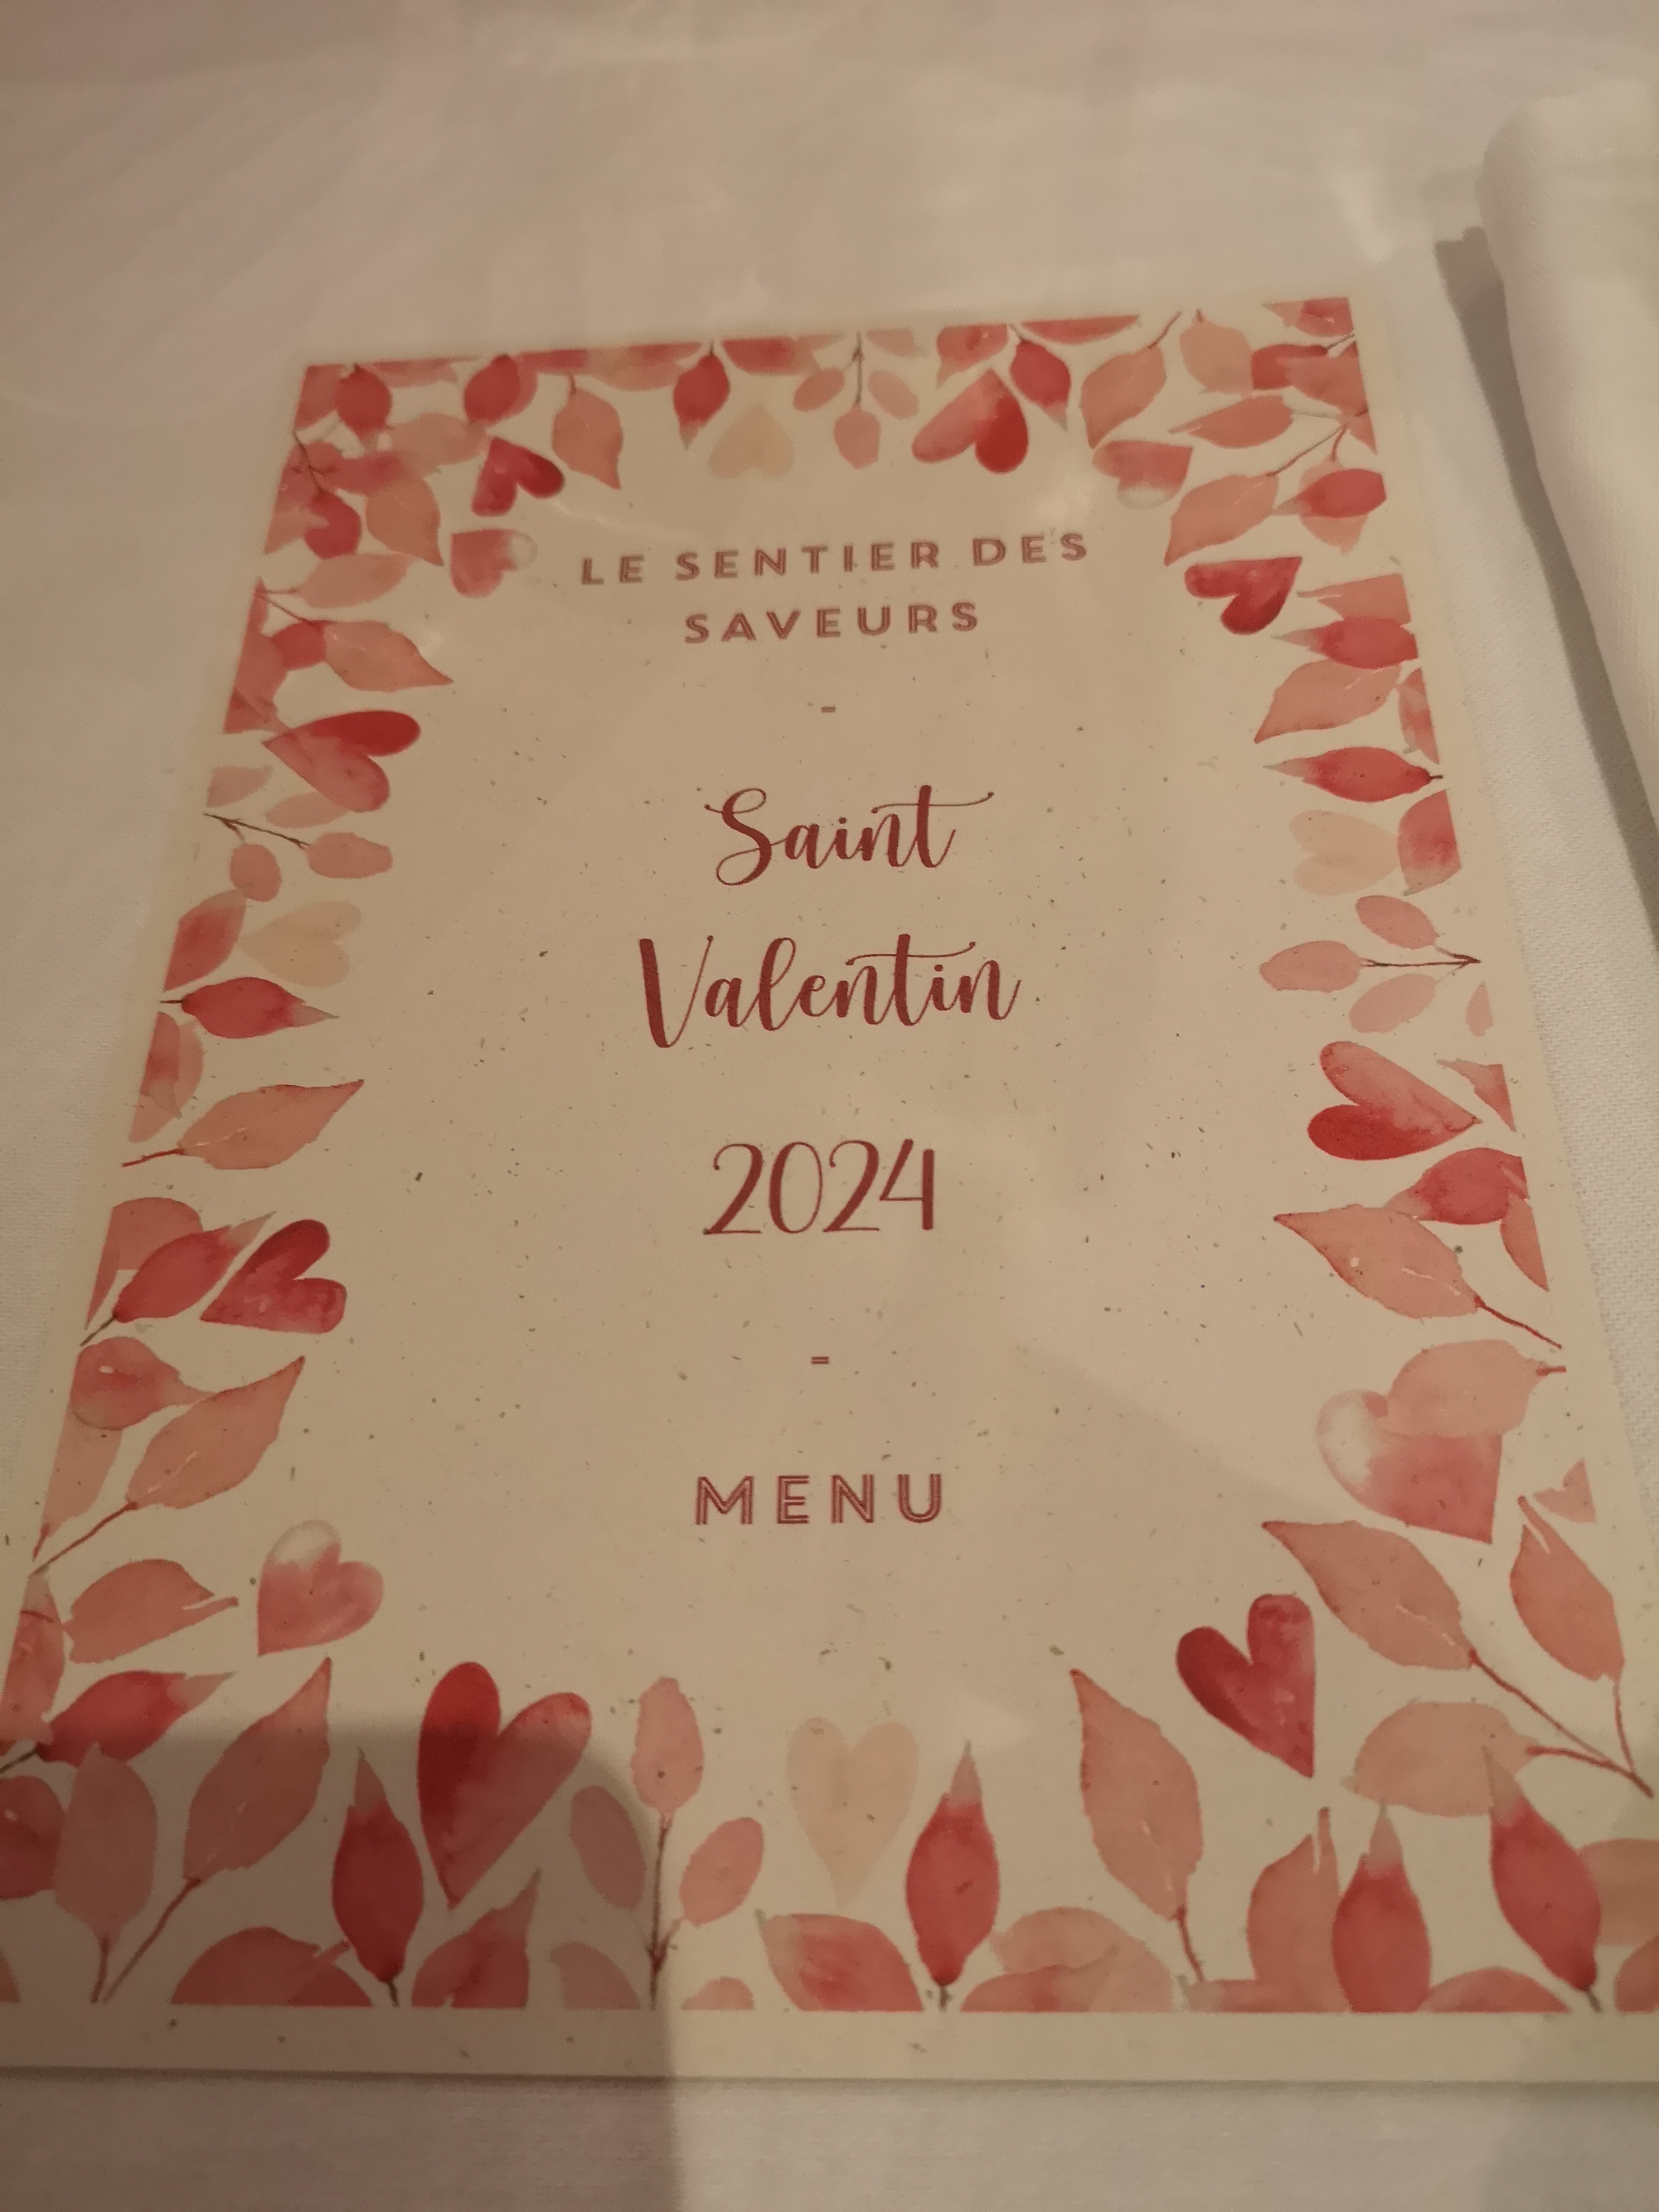 LE SENTIER DES
SAVEURS
-
Saint
Valentin
2024
-
MENU